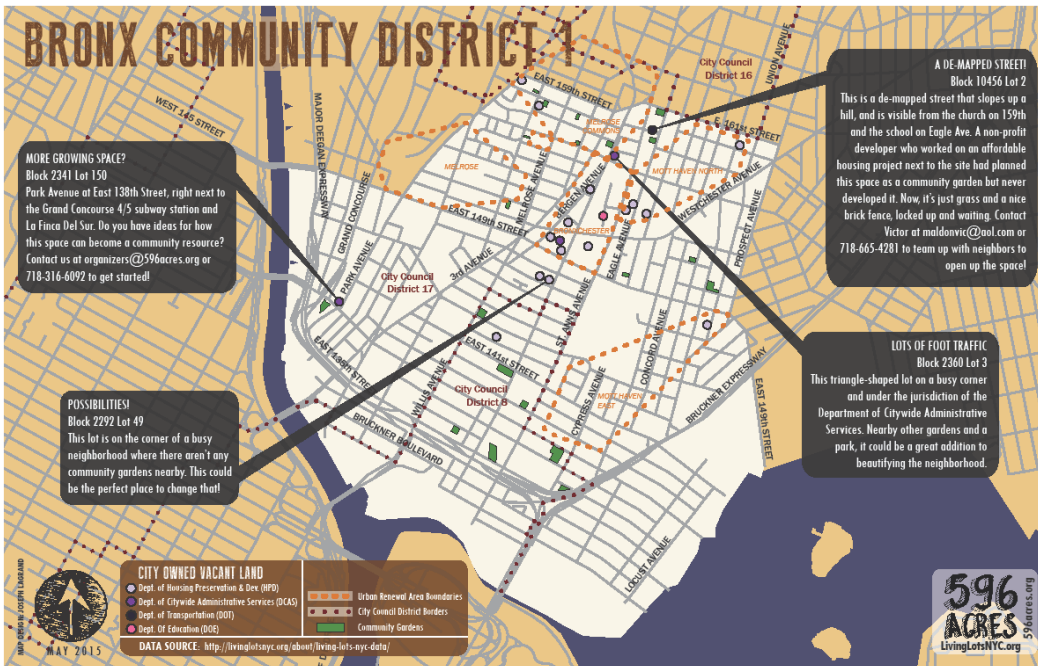 BRONX COMMUNITY DISTRICT 1
City Council
District 16
UNION AVENUE
EAST 159th STREET
E. 161st STREET
WEST 145 STREET
MAJOR DEEGAN EXPRESSWAY
MELROSE
COMMONS
MELROSE
MOTT HAVEN NORTH
GRAND CONCOURSE
PARK AVENUE
MELROSE AVENUE
BERGEN AVENUE
WESTCHESTER AVENUE
EAST 149th STREET
BRONXCHESTER
EAGLE AVENUE
PROSPECT AVENUE
3rd AVENUE
City Council
District 17
ST. ANNS AVENUE
CONCORD AVENUE
EAST 135th STREET
EAST 141st STREET
WILLIS AVENUE
City Council
District 8
CYPRESS AVENUE
MOTT HAVEN
EAST
BRUCKNER EXPRESSWAY
EAST 149th STREET
BRUCKNER BOULEVARD
LOCUST AVENUE
MORE GROWING SPACE?
Block 2341 Lot 150
Park Avenue at East 138th Street, right next to
the Grand Concourse 4/5 subway station and
La Finca Del Sur. Do you have ideas for how
this space can become a community resource?
Contact us at organizers@596acres.org or
718-316-6092 to get started!
A DE-MAPPED STREET!
Block 10456 Lot 2
This is a de-mapped street that slopes up a
hill, and is visible from the church on 159th
and the school on Eagle Ave. A non-profit
developer who worked on an affordable
housing project next to the site had planned
this space as a community garden but never
developed it. Now, it's just grass and a nice
brick fence, locked up and waiting. Contact
Victor at maldonvic@aol.com or
718-665-4281 to team up with neighbors to
open up the space!
LOTS OF FOOT TRAFFIC
Block 2360 Lot 3
This triangle-shaped lot on a busy corner
and under the jurisdiction of the
Department of Citywide Administrative
Services. Nearby other gardens and a
park, it could be a great addition to
beautifying the neighborhood.
POSSIBILITIES!
Block 2292 Lot 49
This lot is on the corner of a busy
neighborhood where there aren't any
community gardens nearby. This could
be the perfect place to change that!
CITY OWNED VACANT LAND
Dept. of Housing Preservation & Dev. (HPD)
Dept. of Citywide Administrative Services (DCAS)
Dept. of Transportation (DOT)
Dept. Of Education (DOE)
Urban Renewal Area Boundaries
City Council District Borders
Community Gardens
DATA SOURCE: http://livinglotsnyc.org/about/living-lots-nyc-data/
MAP DESIGN: JOSEPH LAGRAND
MAY 2015
596
ACRES
596acres.org
LivingLotsNYC.org